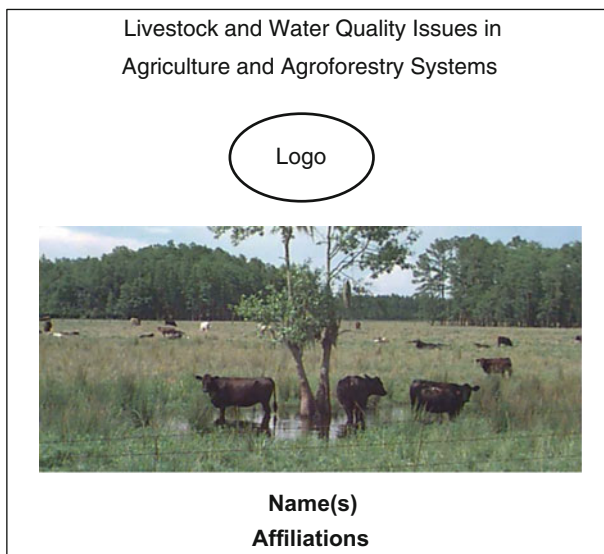 Livestock and Water Quality Issues in
Agriculture and Agroforestry Systems
Logo
Name(s)
Affiliations